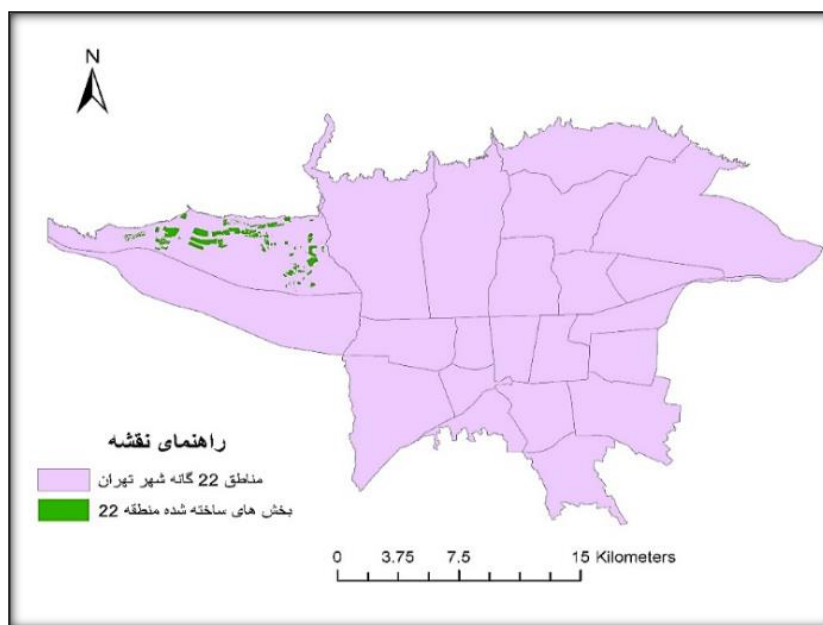 N
راهنمای نقشه
مناطق 22 گانه شهر تهران
بخش های ساخته شده منطقه 22
0 3.75 7.5 15 Kilometers